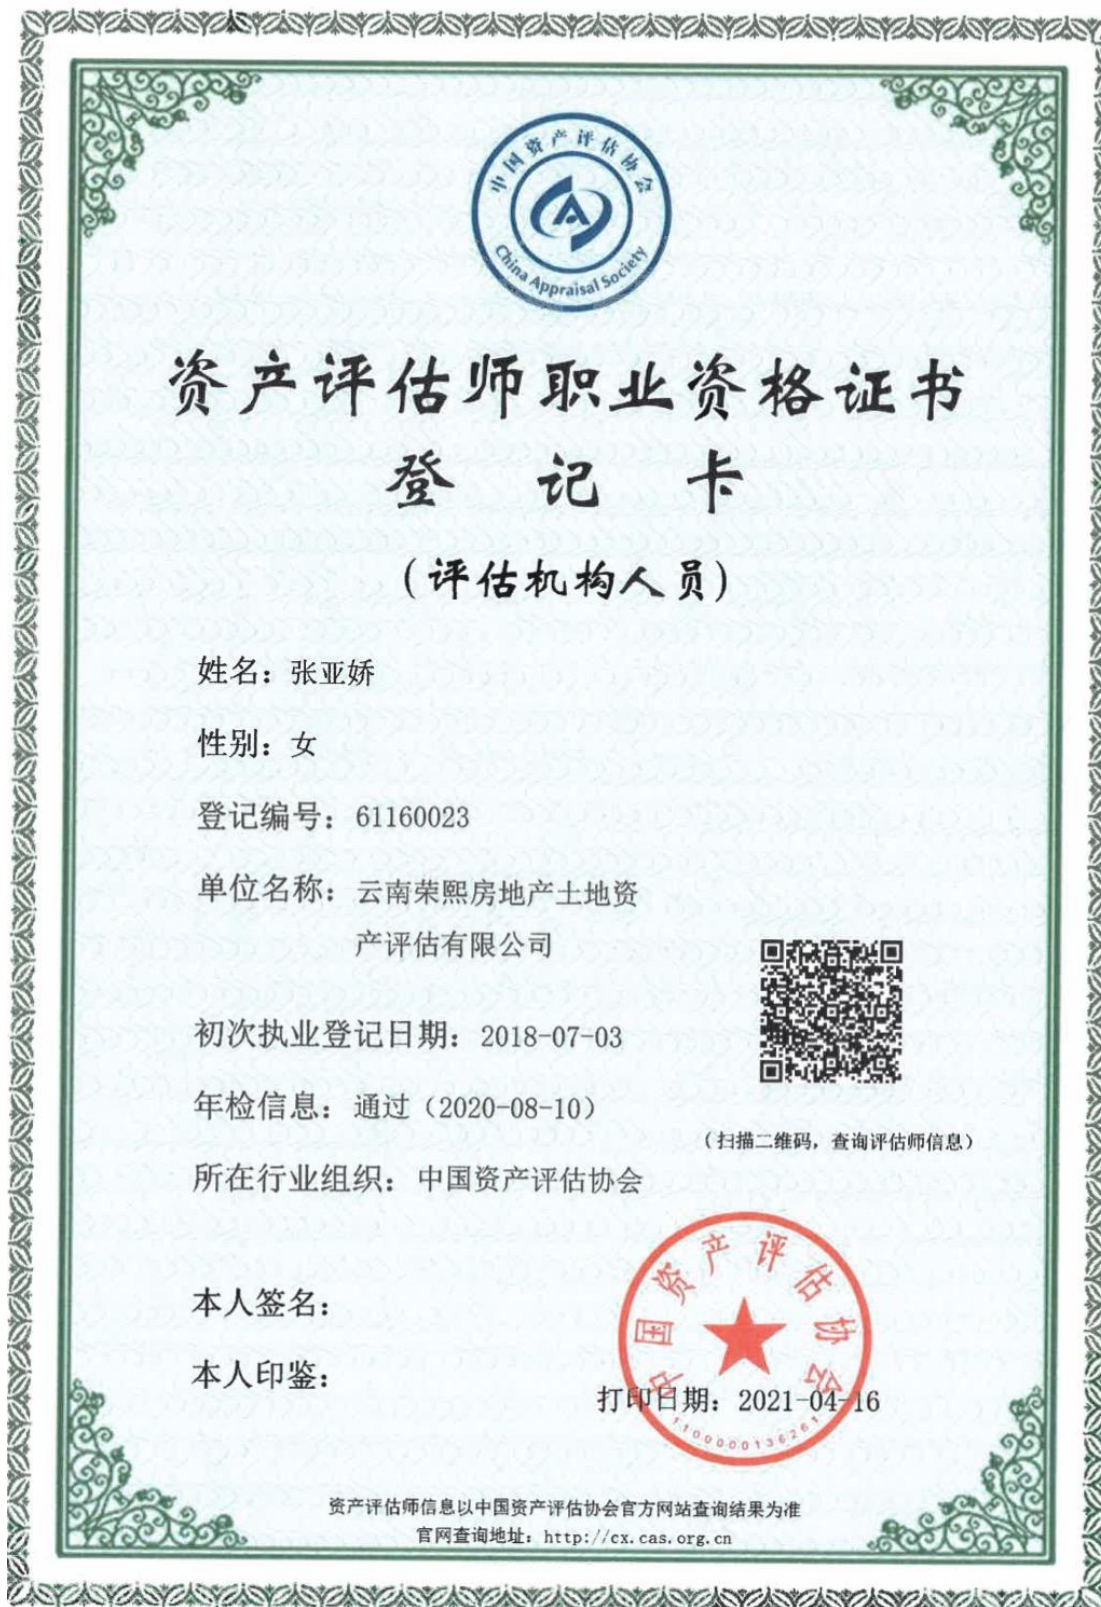 中国资产评估协会
China Appraisal Society
资产评估师职业资格证书
登记卡
(评估机构人员)
姓名：张亚娇
性别：女
登记编号：61160023
单位名称：云南荣熙房地产土地资
产评估有限公司
初次执业登记日期：2018-07-03
年检信息：通过（2020-08-10）
（扫描二维码，查询评估师信息）
所在行业组织：中国资产评估协会
本人签名：
本人印鉴：
中国资产评估协会
打印日期：2021-04-16
1100000136261
资产评估师信息以中国资产评估协会官方网站查询结果为准
官网查询地址：http://cx.cas.org.cn